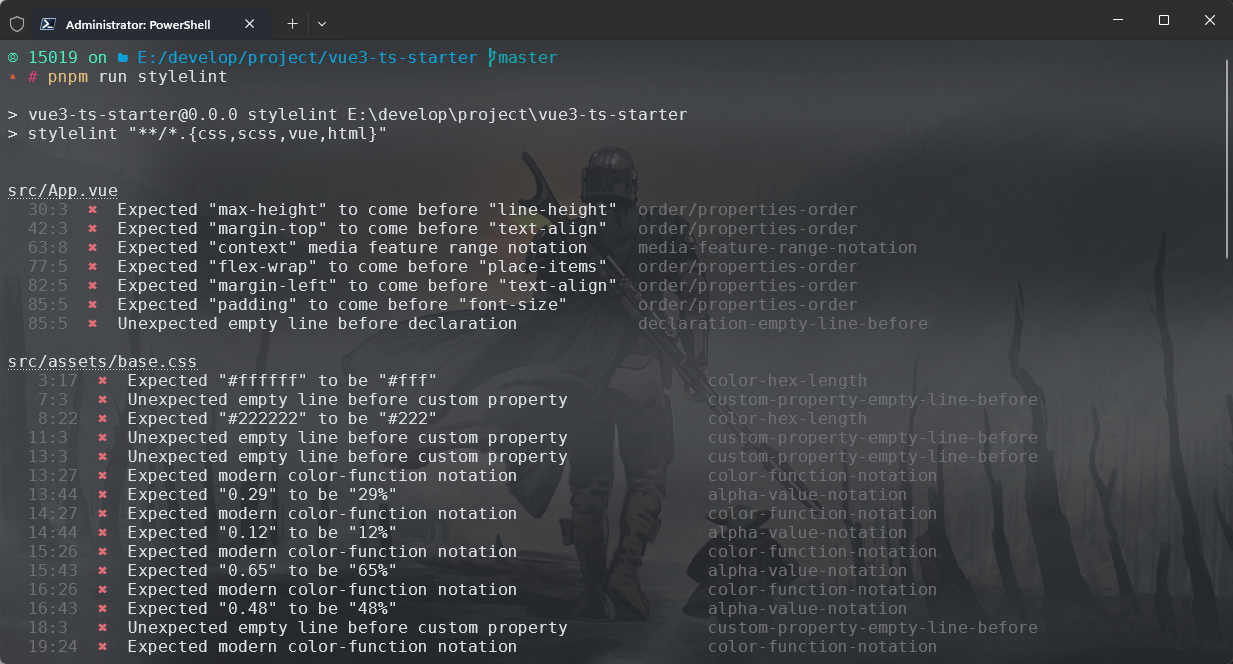 Administrator: PowerShell
15019 on E:/develop/project/vue3-ts-starter master
# pnpm run stylelint
> vue3-ts-starter@0.0.0 stylelint E:\develop\project\vue3-ts-starter
> stylelint "**/*.{css,scss,vue,html}"
src/App.vue
30:3 ✖ Expected "max-height" to come before "line-height" order/properties-order
42:3 ✖ Expected "margin-top" to come before "text-align" order/properties-order
63:8 ✖ Expected "context" media feature range notation media-feature-range-notation
77:5 ✖ Expected "flex-wrap" to come before "place-items" order/properties-order
82:5 ✖ Expected "margin-left" to come before "text-align" order/properties-order
85:5 ✖ Expected "padding" to come before "font-size" order/properties-order
85:5 ✖ Unexpected empty line before declaration declaration-empty-line-before
src/assets/base.css
3:17 ✖ Expected "#ffffff" to be "#fff" color-hex-length
7:3 ✖ Unexpected empty line before custom property custom-property-empty-line-before
8:22 ✖ Expected "#222222" to be "#222" color-hex-length
11:3 ✖ Unexpected empty line before custom property custom-property-empty-line-before
13:3 ✖ Unexpected empty line before custom property custom-property-empty-line-before
13:27 ✖ Expected modern color-function notation color-function-notation
13:44 ✖ Expected "0.29" to be "29%" alpha-value-notation
14:27 ✖ Expected modern color-function notation color-function-notation
14:44 ✖ Expected "0.12" to be "12%" alpha-value-notation
15:26 ✖ Expected modern color-function notation color-function-notation
15:43 ✖ Expected "0.65" to be "65%" alpha-value-notation
16:26 ✖ Expected modern color-function notation color-function-notation
16:43 ✖ Expected "0.48" to be "48%" alpha-value-notation
18:3 ✖ Unexpected empty line before custom property custom-property-empty-line-before
19:24 ✖ Expected modern color-function notation color-function-notation